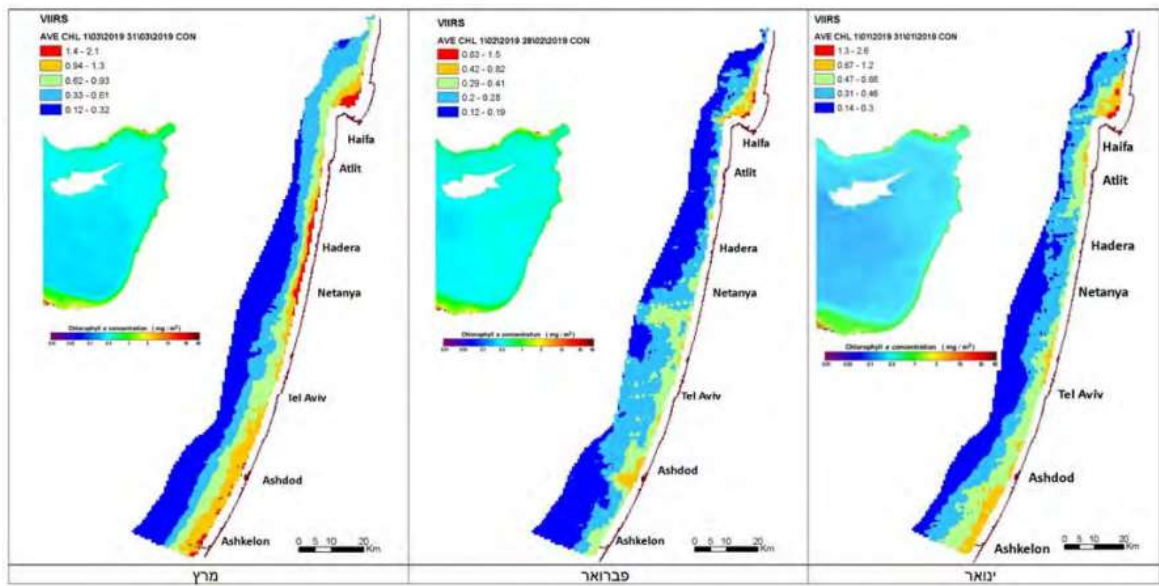 VIIRS
AVE CHL 1\03\2019 31\03\2019 CON
1.4 - 2.1
0.94 - 1.3
0.62 - 0.93
0.33 - 0.61
0.12 - 0.32
Haifa
Atlit
Hadera
Netanya
Chlorophyll a concentration ( mg / m³ )
Tel Aviv
Ashdod
Ashkelon
0 5 10 20
Km
מרץ
VIIRS
AVE CHL 1\02\2019 28\02\2019 CON
0.83 - 1.5
0.42 - 0.82
0.29 - 0.41
0.2 - 0.28
0.12 - 0.19
Haifa
Atlit
Hadera
Netanya
Chlorophyll a concentration ( mg / m³ )
Tel Aviv
Ashdod
Ashkelon
0 5 10 20
Km
פברואר
VIIRS
AVE CHL 1\01\2019 31\01\2019 CON
1.3 - 2.6
0.67 - 1.2
0.47 - 0.66
0.31 - 0.46
0.14 - 0.3
Haifa
Atlit
Hadera
Netanya
Chlorophyll a concentration ( mg / m³ )
Tel Aviv
Ashdod
Ashkelon
0 5 10 20
Km
ינואר